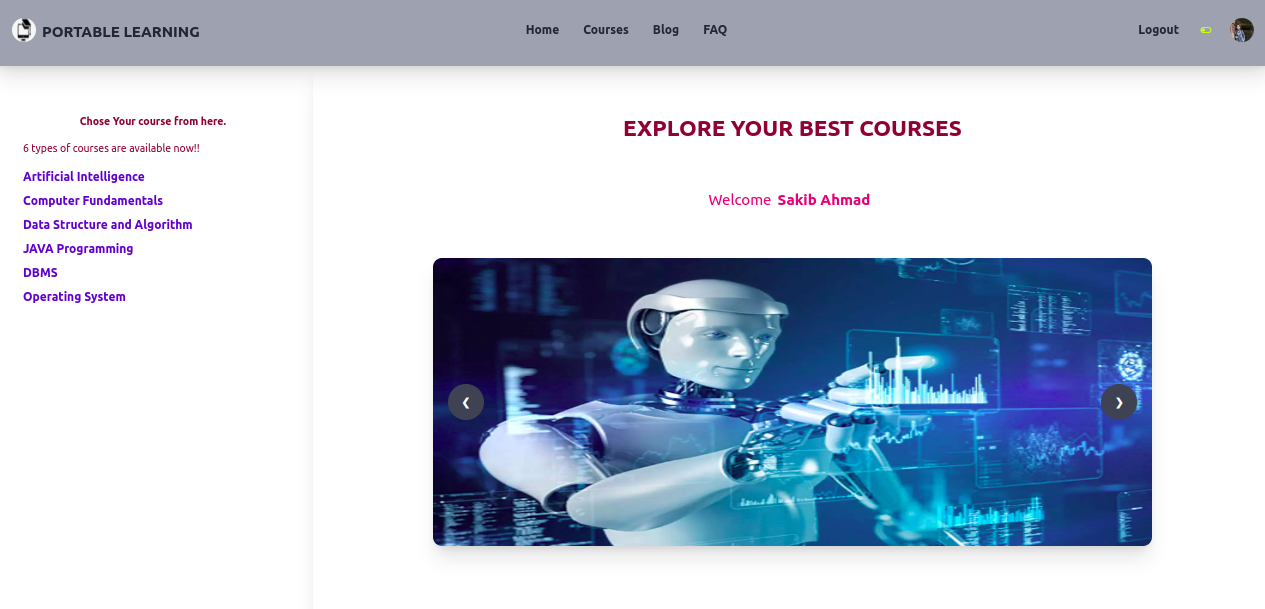 PORTABLE LEARNING
Home Courses Blog FAQ
Logout
Chose Your course from here.
6 types of courses are available now!!
Artificial Intelligence
Computer Fundamentals
Data Structure and Algorithm
JAVA Programming
DBMS
Operating System
EXPLORE YOUR BEST COURSES
Welcome Sakib Ahmad